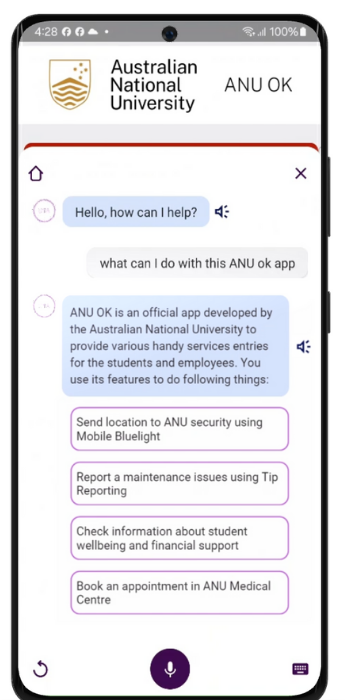 4:28
100%
Australian
National
University
ANU OK
Hello, how can I help?
what can I do with this ANU ok app
ANU OK is an official app developed by
the Australian National University to
provide various handy services entries
for the students and employees. You
use its features to do following things:
Send location to ANU security using
Mobile Bluelight
Report a maintenance issues using Tip
Reporting
Check information about student
wellbeing and financial support
Book an appointment in ANU Medical
Centre